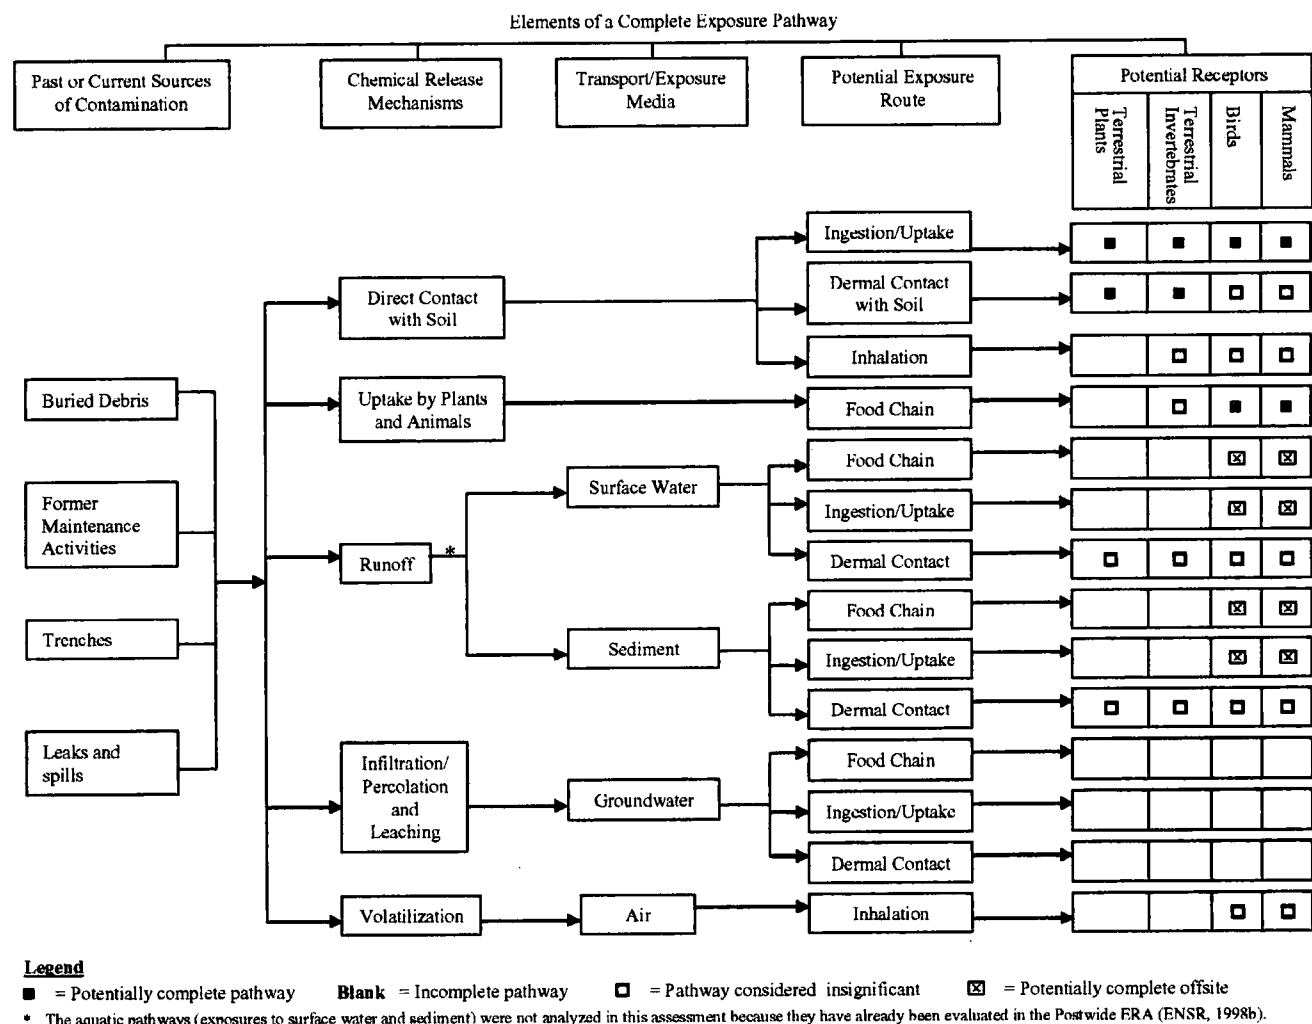 Elements of a Complete Exposure Pathway
Past or Current Sources
of Contamination
Chemical Release
Mechanisms
Transport/Exposure
Media
Potential Exposure
Route
Potential Receptors
Terrestrial
Plants
Terrestrial
Invertebrates
Birds
Mammals
Ingestion/Uptake
Direct Contact
with Soil
Dermal Contact
with Soil
Inhalation
Buried Debris
Uptake by Plants
and Animals
Food Chain
Former
Maintenance
Activities
Runoff
*
Surface Water
Food Chain
Ingestion/Uptake
Dermal Contact
Trenches
Sediment
Food Chain
Ingestion/Uptake
Dermal Contact
Leaks and
spills
Infiltration/
Percolation
and
Leaching
Groundwater
Food Chain
Ingestion/Uptake
Dermal Contact
Volatilization
Air
Inhalation
Legend
■ = Potentially complete pathway Blank = Incomplete pathway □ = Pathway considered insignificant ☒ = Potentially complete offsite
* The aquatic pathways (exposures to surface water and sediment) were not analyzed in this assessment because they have already been evaluated in the Postwide ERA (ENSR, 1998b).